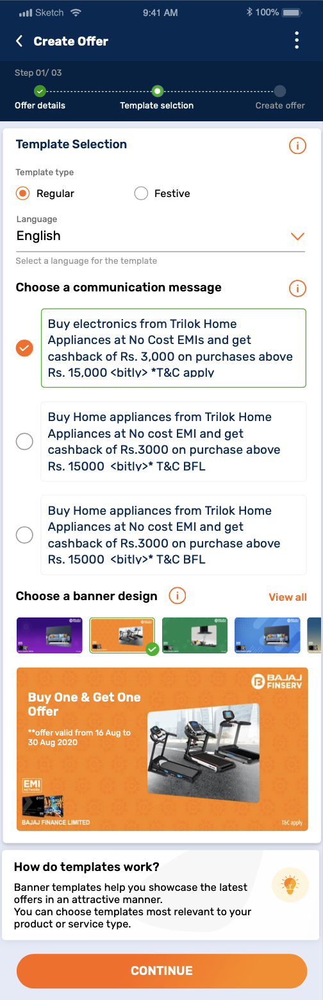 Sketch 9:41 AM 100%
Create Offer
Step 01/ 03
Offer details Template selction Create offer
Template Selection
Template type
Regular Festive
Language
English
Select a language for the template
Choose a communication message
Buy electronics from Trilok Home
Appliances at No Cost EMIs and get
cashback of Rs. 3,000 on purchases above
Rs. 15,000 <bitly> *T&C apply
Buy Home appliances from Trilok Home
Appliances at No cost EMI and get
cashback of Rs.3000 on purchase above
Rs. 15000 <bitly>* T&C BFL
Buy Home appliances from Trilok Home
Appliances at No cost EMI and get
cashback of Rs.3000 on purchase above
Rs. 15000 <bitly>* T&C BFL
Choose a banner design View all
BAJAJ
FINSERV
Buy One & Get One
Offer
**offer valid from 16 Aug to
30 Aug 2020
EMI
NETWORK
BAJAJ FINANCE LIMITED T&C apply
How do templates work?
Banner templates help you showcase the latest
offers in an attractive manner.
You can choose templates most relevant to your
product or service type.
CONTINUE